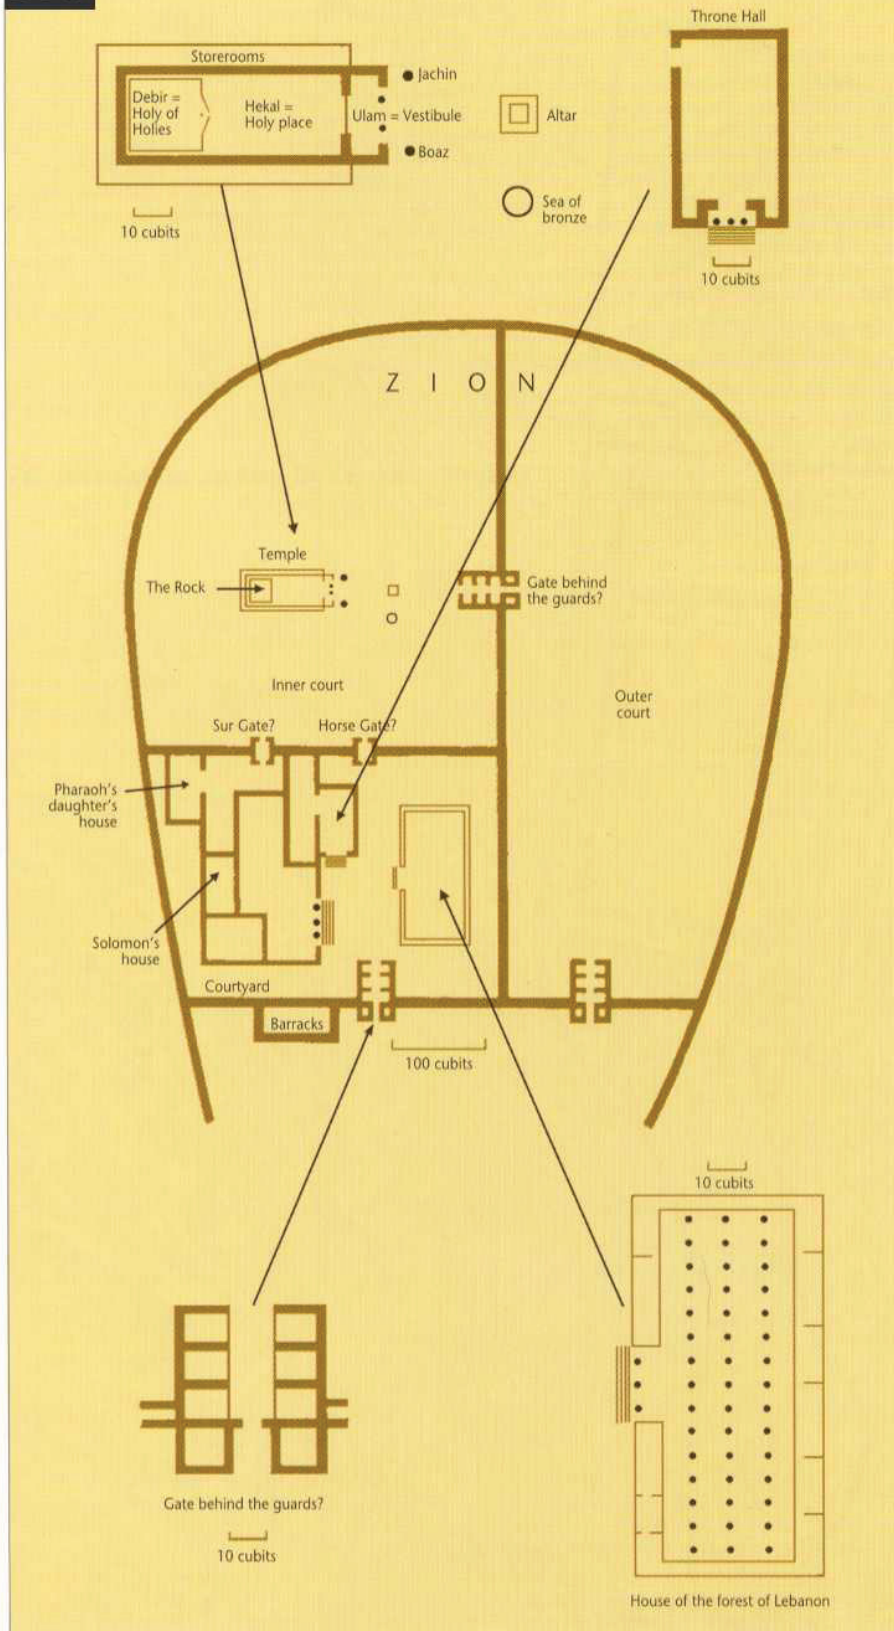 Throne Hall
Storerooms
Jachin
Debir =
Holy of
Holies
Hekal =
Holy place
Ulam = Vestibule
Altar
Boaz
Sea of
bronze
10 cubits
10 cubits
Z I O N
Temple
The Rock
Gate behind
the guards?
Inner court
Outer
court
Sur Gate?
Horse Gate?
Pharaoh's
daughter's
house
Solomon's
house
Courtyard
Barracks
100 cubits
10 cubits
Gate behind the guards?
10 cubits
House of the forest of Lebanon